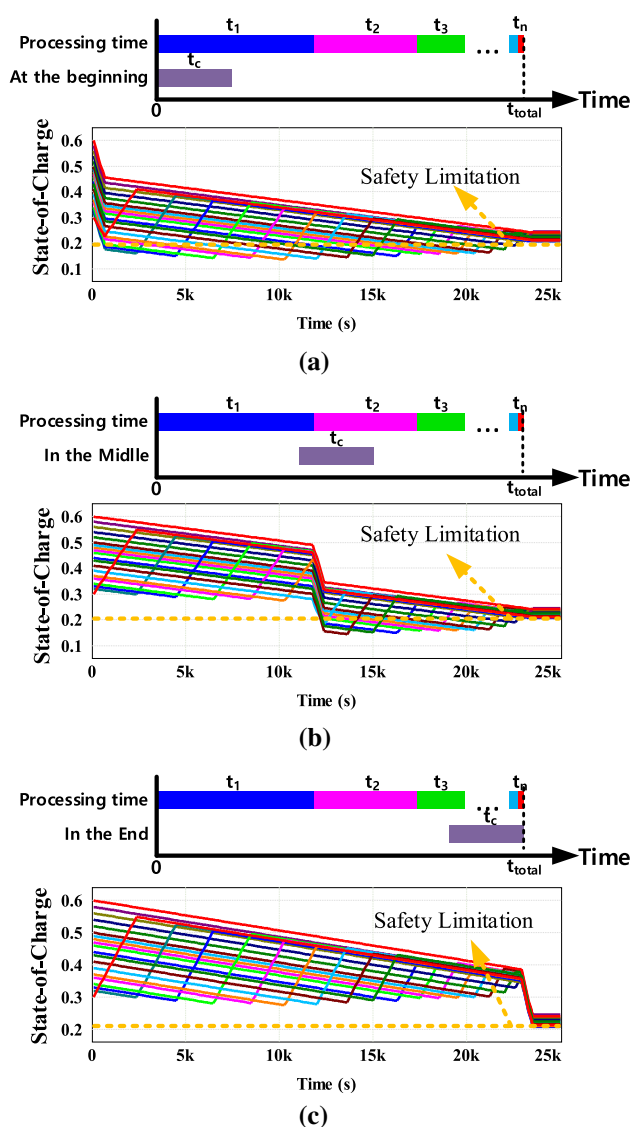 t1 t2 t3 tn
Processing time ...
tc
At the beginning
0 ttotal Time
State-of-Charge
0.6
0.5
0.4
0.3
0.2
0.1
Safety Limitation
0 5k 10k 15k 20k 25k
Time (s)
(a)
t1 t2 t3 tn
Processing time ...
tc
In the Midlle
0 ttotal Time
State-of-Charge
0.6
0.5
0.4
0.3
0.2
0.1
Safety Limitation
0 5k 10k 15k 20k 25k
Time (s)
(b)
t1 t2 t3 tn
Processing time ...
tc
In the End
0 ttotal Time
State-of-Charge
0.6
0.5
0.4
0.3
0.2
Safety Limitation
0 5k 10k 15k 20k 25k
Time (s)
(c)